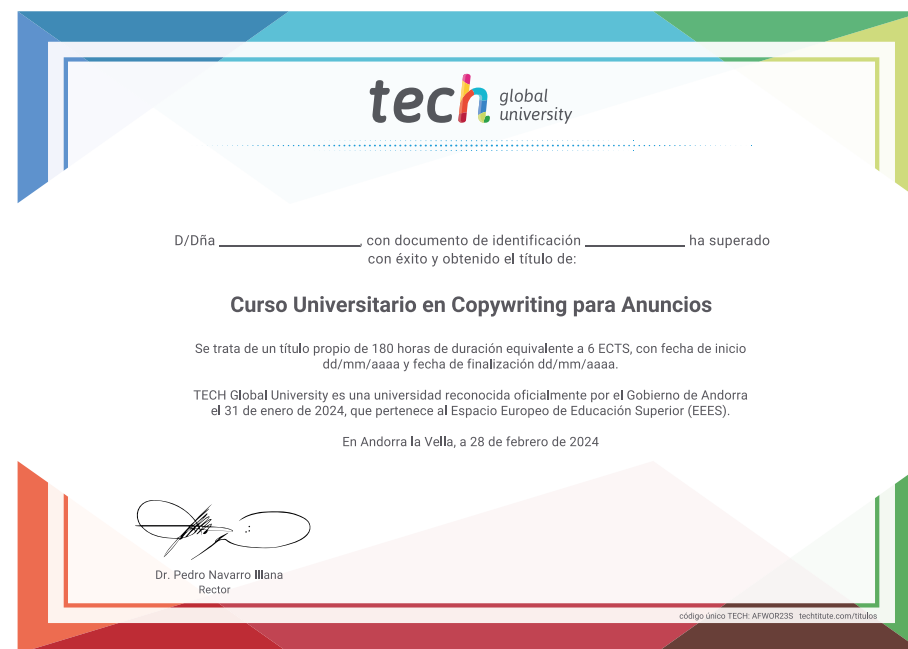 tech global university
D/Dña __________________, con documento de identificación ____________ ha superado
con éxito y obtenido el título de:
Curso Universitario en Copywriting para Anuncios
Se trata de un título propio de 180 horas de duración equivalente a 6 ECTS, con fecha de inicio
dd/mm/aaaa y fecha de finalización dd/mm/aaaa.
TECH Global University es una universidad reconocida oficialmente por el Gobierno de Andorra
el 31 de enero de 2024, que pertenece al Espacio Europeo de Educación Superior (EEES).
En Andorra la Vella, a 28 de febrero de 2024
Dr. Pedro Navarro Illana
Rector
código único TECH: AFWOR23S techtitute.com/titulos